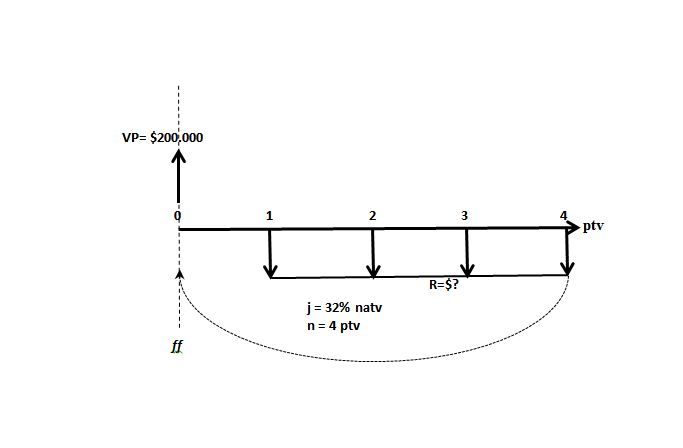 VP= $200.000
0 1 2 3 4 ptv
R=$?
j = 32% natv
n = 4 ptv
ff